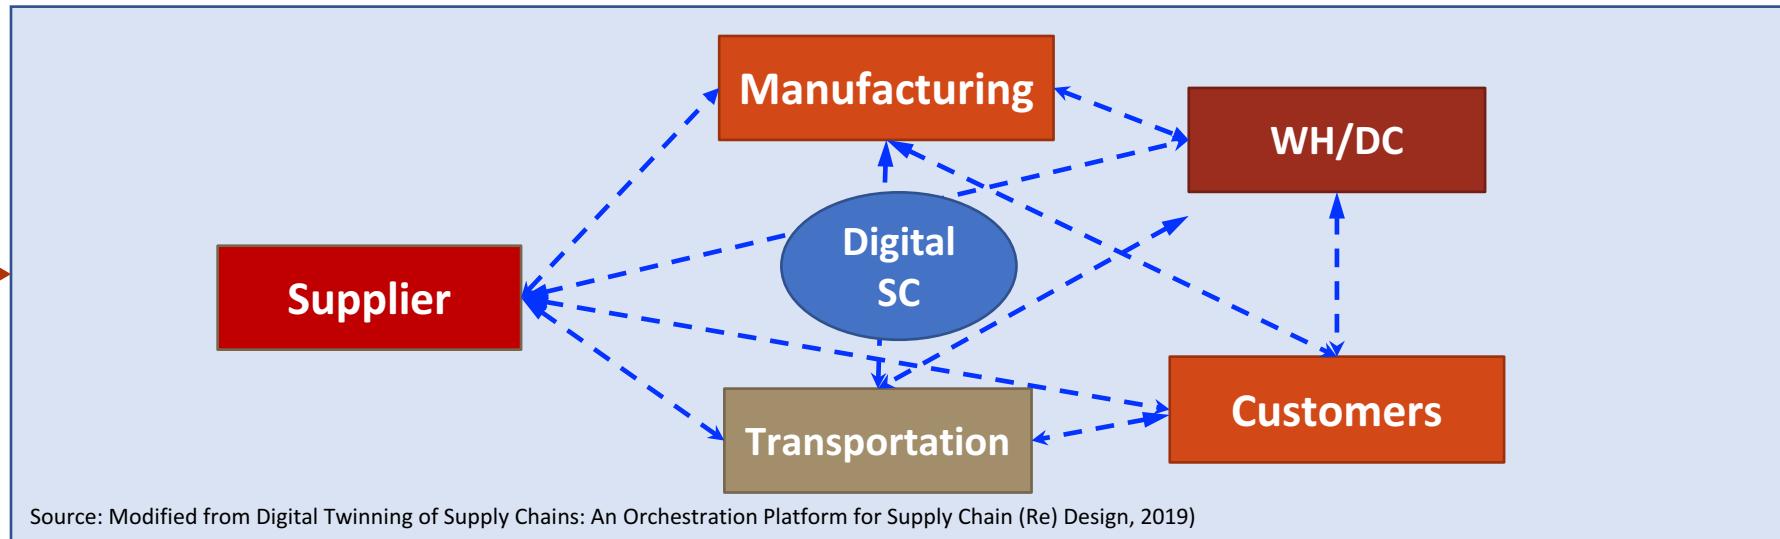 Manufacturing
WH/DC
Digital
SC
Supplier
Customers
Transportation
Source: Modified from Digital Twinning of Supply Chains: An Orchestration Platform for Supply Chain (Re) Design, 2019)